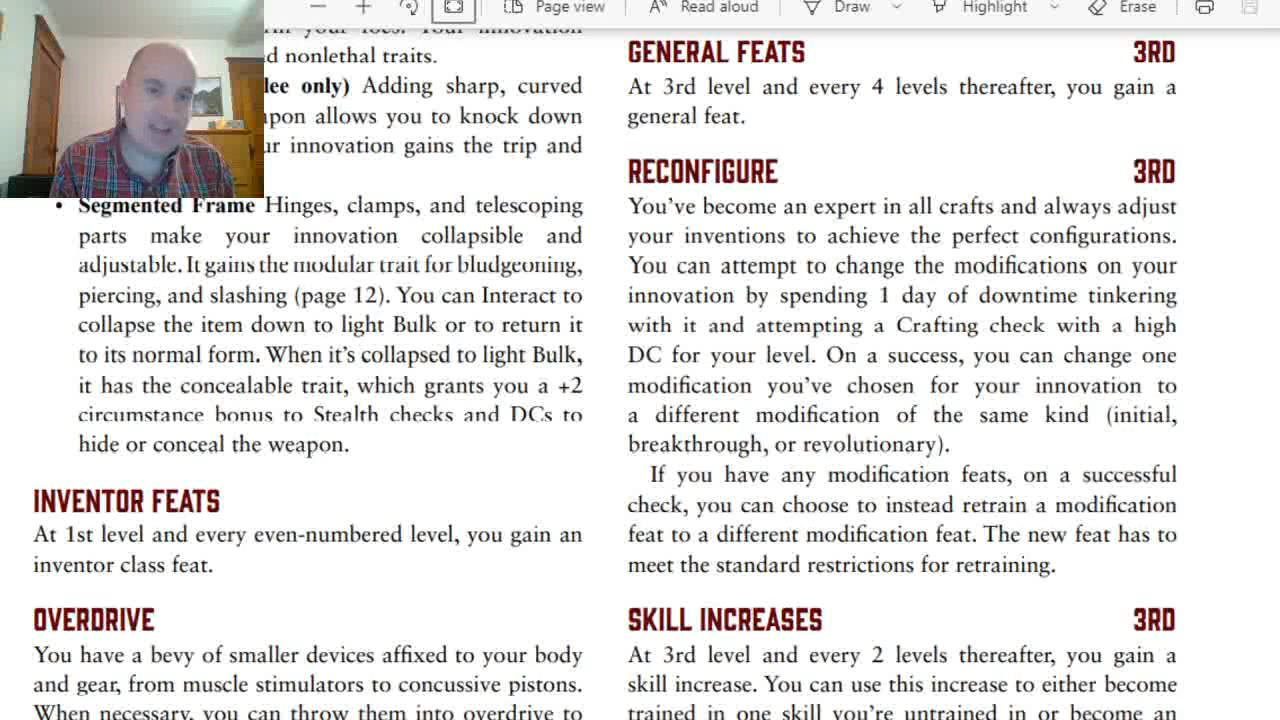 Page view
Read aloud
Draw
Highlight
Erase
nonlethal traits.
only) Adding sharp, curved
allows you to knock down
innovation gains the trip and
• Segmented Frame Hinges, clamps, and telescoping
parts make your innovation collapsible and
adjustable. It gains the modular trait for bludgeoning,
piercing, and slashing (page 12). You can Interact to
collapse the item down to light Bulk or to return it
to its normal form. When it's collapsed to light Bulk,
it has the concealable trait, which grants you a +2
circumstance bonus to Stealth checks and DCs to
hide or conceal the weapon.
INVENTOR FEATS
At 1st level and every even-numbered level, you gain an
inventor class feat.
OVERDRIVE
You have a bevy of smaller devices affixed to your body
and gear, from muscle stimulators to concussive pistons.
When necessary, you can throw them into overdrive to
GENERAL FEATS 3RD
At 3rd level and every 4 levels thereafter, you gain a
general feat.
RECONFIGURE 3RD
You've become an expert in all crafts and always adjust
your inventions to achieve the perfect configurations.
You can attempt to change the modifications on your
innovation by spending 1 day of downtime tinkering
with it and attempting a Crafting check with a high
DC for your level. On a success, you can change one
modification you've chosen for your innovation to
a different modification of the same kind (initial,
breakthrough, or revolutionary).
If you have any modification feats, on a successful
check, you can choose to instead retrain a modification
feat to a different modification feat. The new feat has to
meet the standard restrictions for retraining.
SKILL INCREASES 3RD
At 3rd level and every 2 levels thereafter, you gain a
skill increase. You can use this increase to either become
trained in one skill you're untrained in or become an